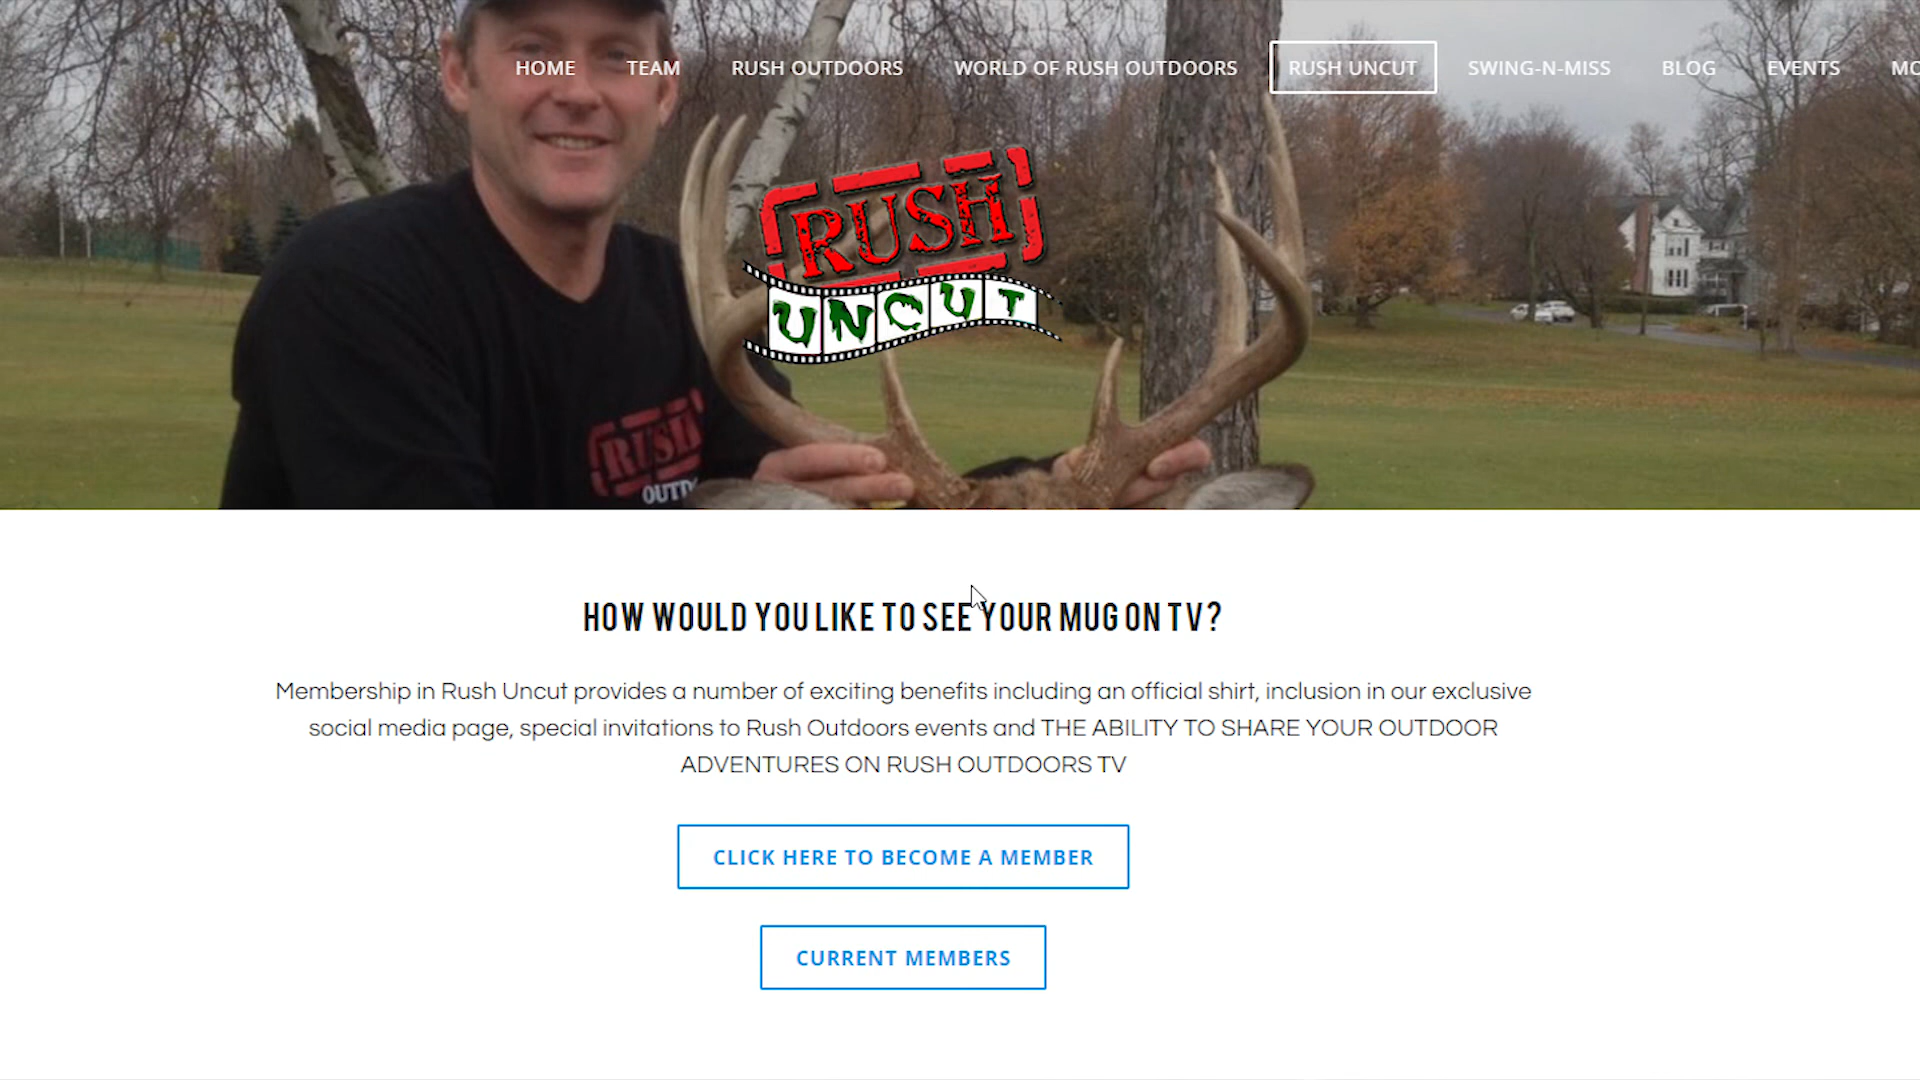 HOME TEAM RUSH OUTDOORS WORLD OF RUSH OUTDOORS RUSH UNCUT SWING-N-MISS BLOG EVENTS
RUSH
UNCUT
RUSH
HOW WOULD YOU LIKE TO SEE YOUR MUG ON TV?
Membership in Rush Uncut provides a number of exciting benefits including an official shirt, inclusion in our exclusive
social media page, special invitations to Rush Outdoors events and THE ABILITY TO SHARE YOUR OUTDOOR
ADVENTURES ON RUSH OUTDOORS TV
CLICK HERE TO BECOME A MEMBER
CURRENT MEMBERS